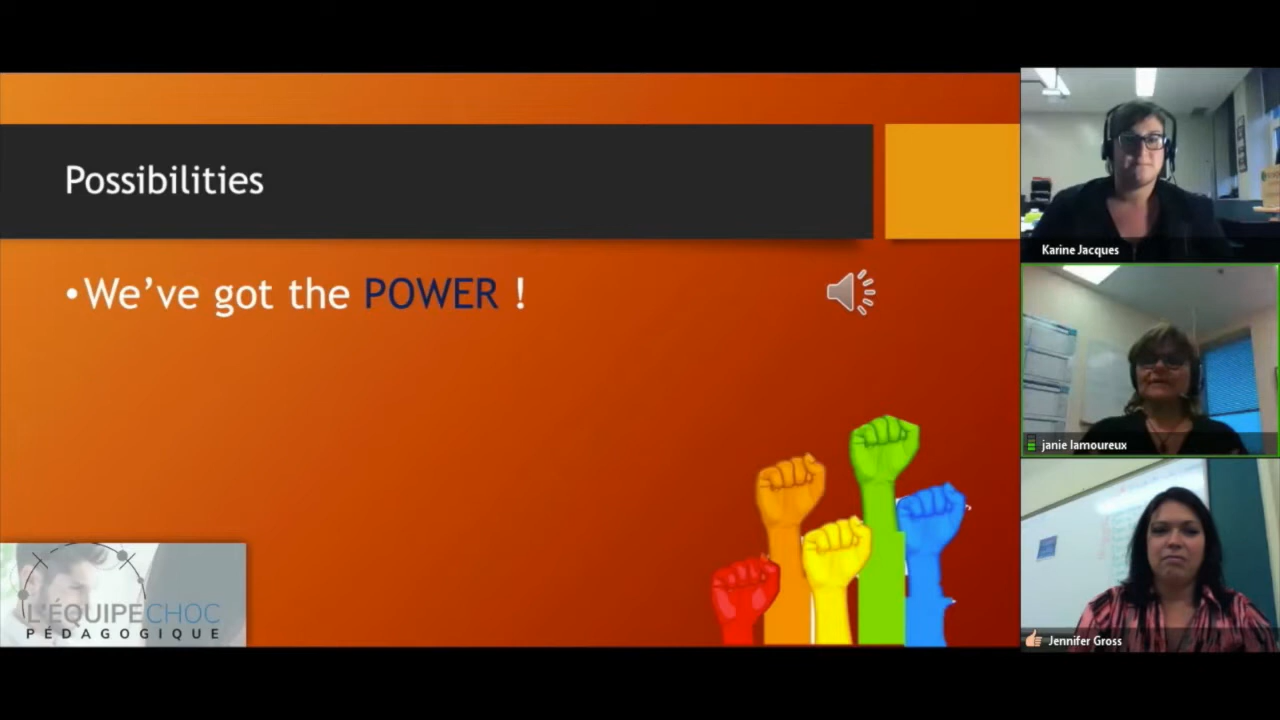 Possibilities
•We've got the POWER !
L'ÉQUIPECHOC
PÉDAGOGIQUE
Karine Jacques
janie lamoureux
Jennifer Gross